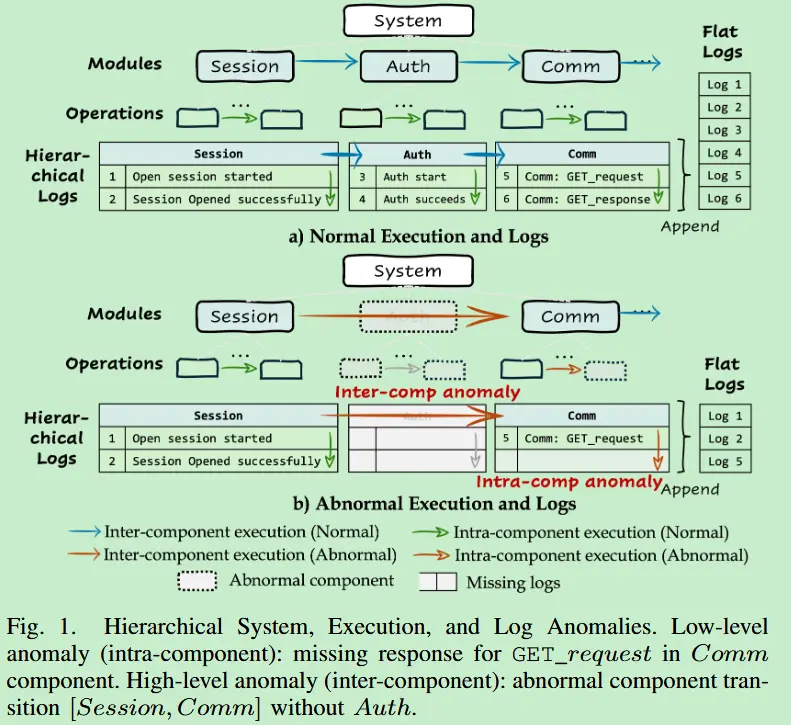 System
Flat
Logs
Modules
Session
Auth
Comm
...
Log 1
Log 2
Log 3
Log 4
Log 5
Log 6
Operations
...
...
...
Hierar-
chical
Logs
Session
Auth
Comm
1 Open session started
3 Auth start
5 Comm: GET_request
2 Session Opened successfully
4 Auth succeeds
6 Comm: GET_response
Append
a) Normal Execution and Logs
System
Modules
Session
Auth
Comm
...
Operations
...
...
...
Flat
Logs
Inter-comp anomaly
Hierar-
chical
Logs
Session
Auth
Comm
1 Open session started
5 Comm: GET_request
2 Session Opened successfully
Log 1
Log 2
Log 5
Intra-comp anomaly
Append
b) Abnormal Execution and Logs
Inter-component execution (Normal)
Intra-component execution (Normal)
Inter-component execution (Abnormal)
Intra-component execution (Abnormal)
Abnormal component
Missing logs
Fig. 1. Hierarchical System, Execution, and Log Anomalies. Low-level
anomaly (intra-component): missing response for GET_request in Comm
component. High-level anomaly (inter-component): abnormal component tran-
sition [Session, Comm] without Auth.